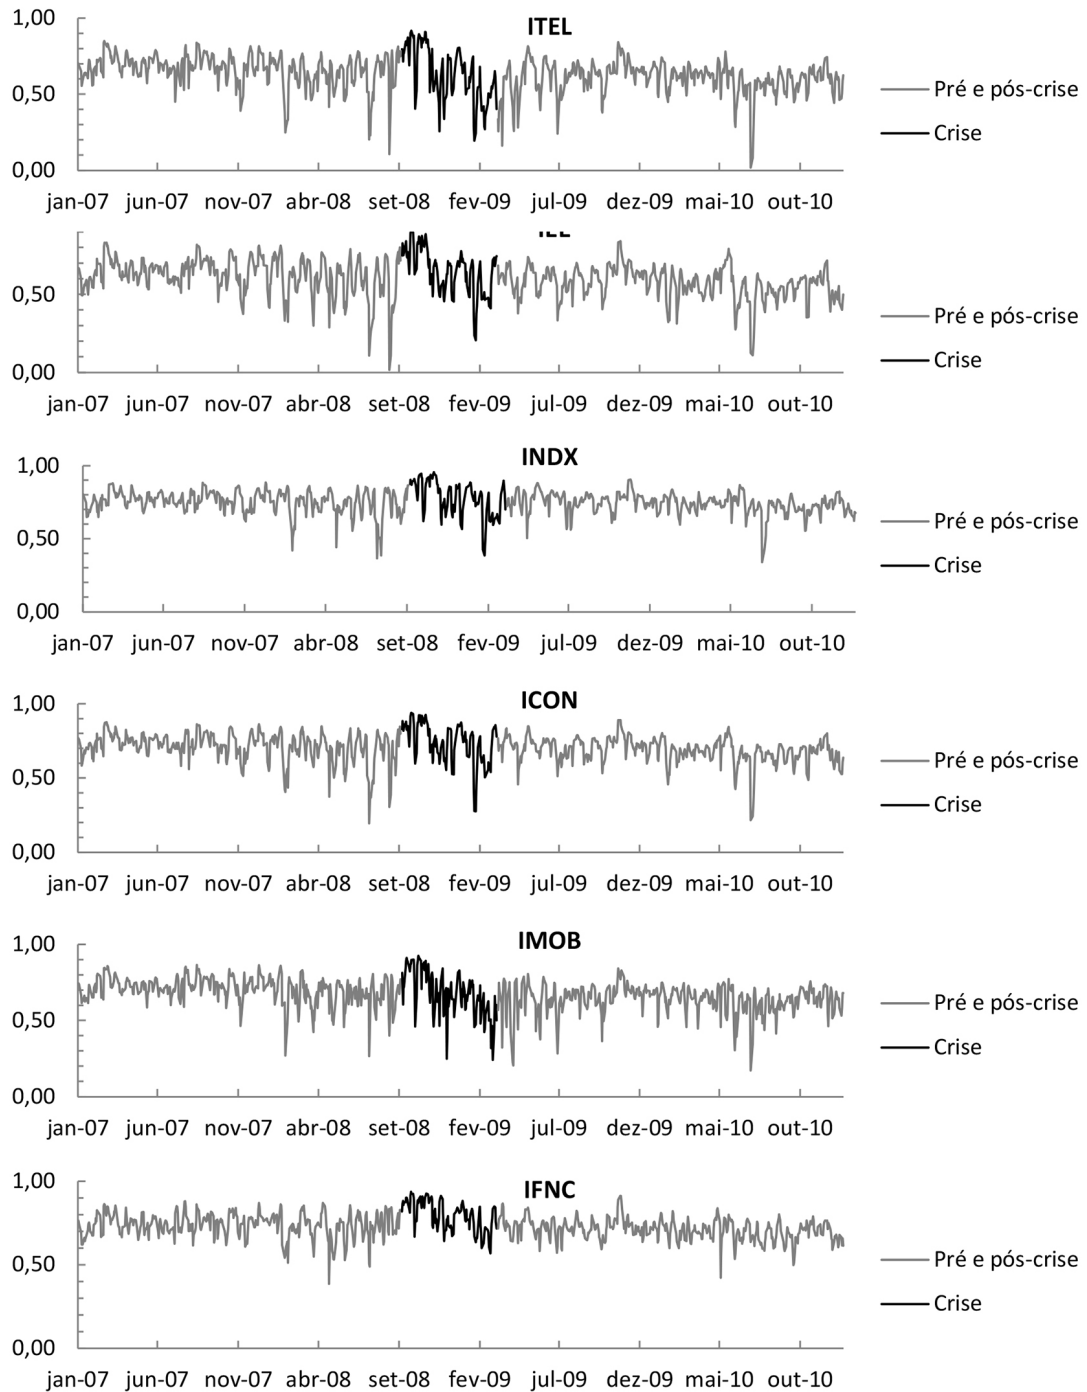 1,00
ITEL
0,50
Pré e pós-crise
Crise
0,00
jan-07 jun-07 nov-07 abr-08 set-08 fev-09 jul-09 dez-09 mai-10 out-10
0,50
Pré e pós-crise
Crise
0,00
jan-07 jun-07 nov-07 abr-08 set-08 fev-09 jul-09 dez-09 mai-10 out-10
1,00
INDX
0,50
Pré e pós-crise
Crise
0,00
jan-07 jun-07 nov-07 abr-08 set-08 fev-09 jul-09 dez-09 mai-10 out-10
1,00
ICON
0,50
Pré e pós-crise
Crise
0,00
jan-07 jun-07 nov-07 abr-08 set-08 fev-09 jul-09 dez-09 mai-10 out-10
1,00
IMOB
0,50
Pré e pós-crise
Crise
0,00
jan-07 jun-07 nov-07 abr-08 set-08 fev-09 jul-09 dez-09 mai-10 out-10
1,00
IFNC
0,50
Pré e pós-crise
Crise
0,00
jan-07 jun-07 nov-07 abr-08 set-08 fev-09 jul-09 dez-09 mai-10 out-10